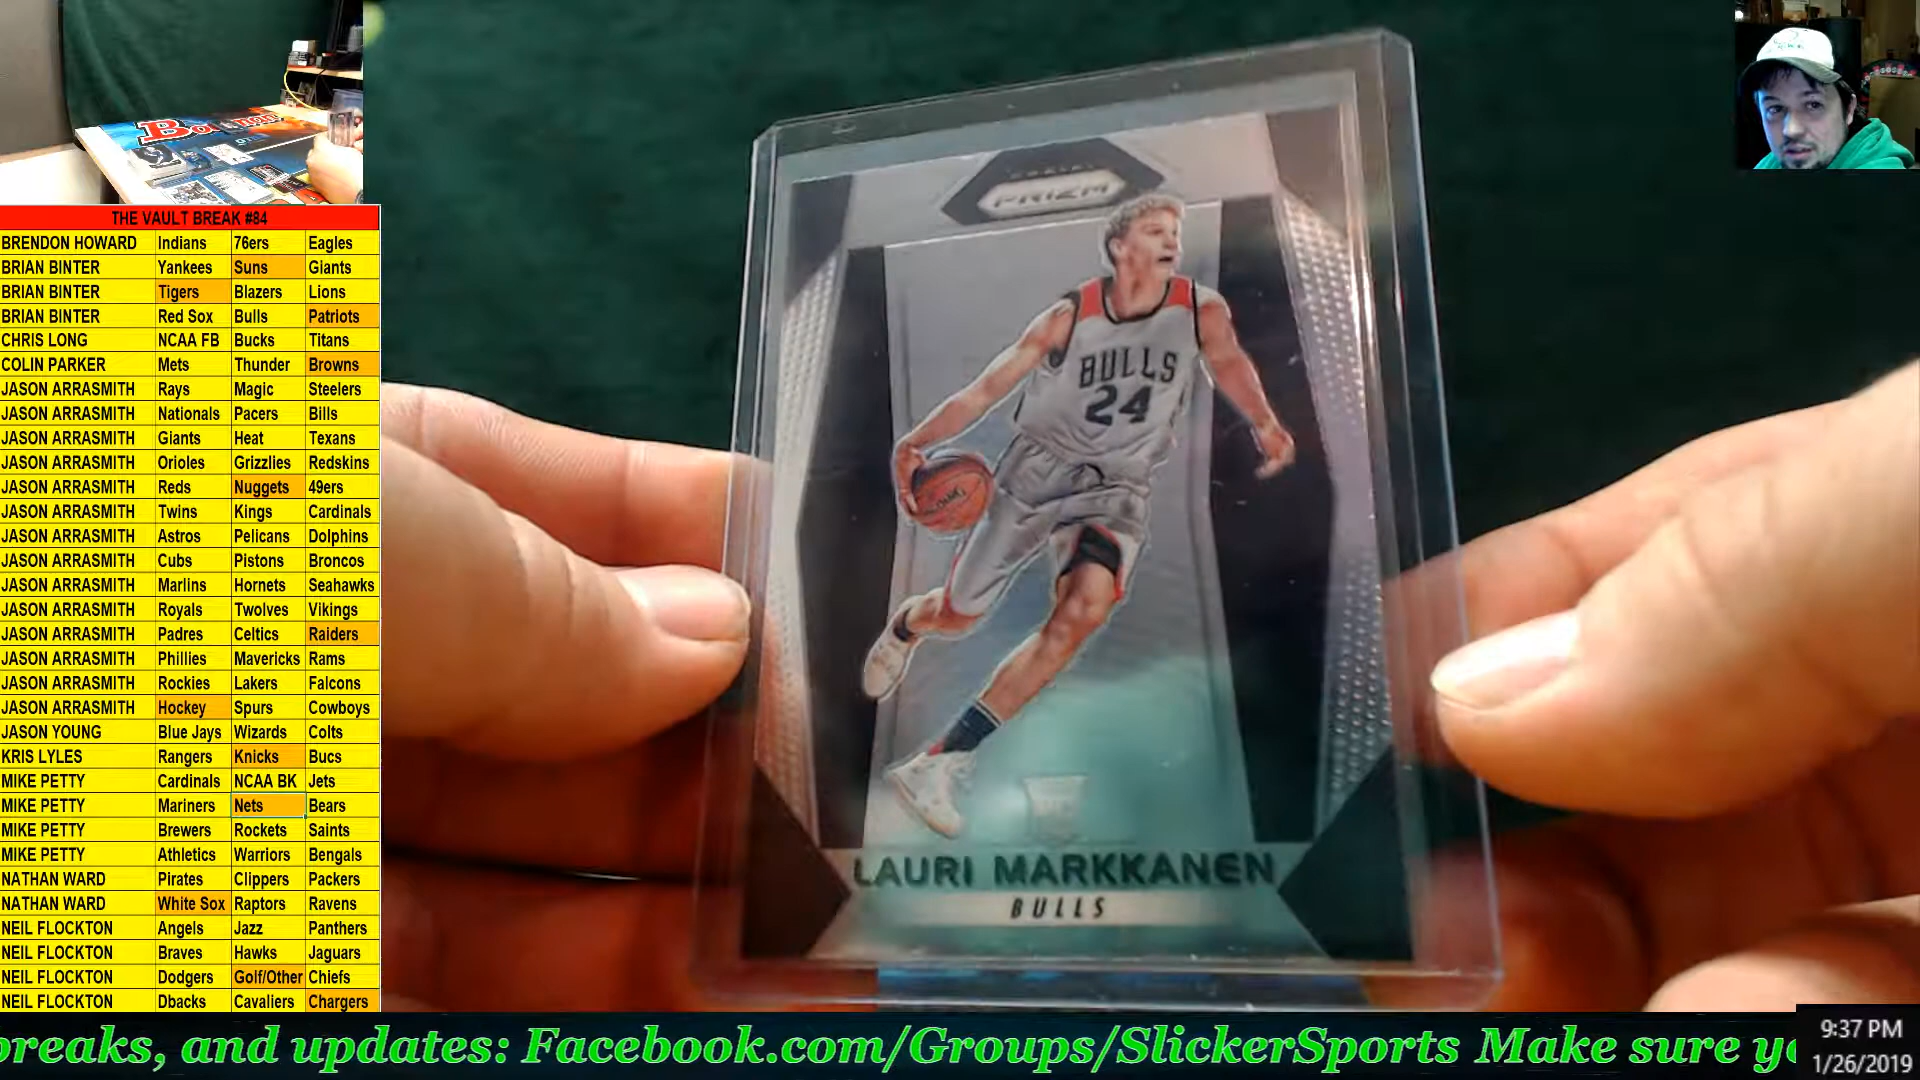 THE VAULT BREAK #84
BRENDON HOWARD Indians 76ers Eagles
BRIAN BINTER Yankees Suns Giants
BRIAN BINTER Tigers Blazers Lions
BRIAN BINTER Red Sox Bulls Patriots
CHRIS LONG NCAA FB Bucks Titans
COLIN PARKER Mets Thunder Browns
JASON ARRASMITH Rays Magic Steelers
JASON ARRASMITH Nationals Pacers Bills
JASON ARRASMITH Giants Heat Texans
JASON ARRASMITH Orioles Grizzlies Redskins
JASON ARRASMITH Reds Nuggets 49ers
JASON ARRASMITH Twins Kings Cardinals
JASON ARRASMITH Astros Pelicans Dolphins
JASON ARRASMITH Cubs Pistons Broncos
JASON ARRASMITH Marlins Hornets Seahawks
JASON ARRASMITH Royals Twolves Vikings
JASON ARRASMITH Padres Celtics Raiders
JASON ARRASMITH Phillies Mavericks Rams
JASON ARRASMITH Rockies Lakers Falcons
JASON ARRASMITH Hockey Spurs Cowboys
JASON YOUNG Blue Jays Wizards Colts
KRIS LYLES Rangers Knicks Bucs
MIKE PETTY Cardinals NCAA BK Jets
MIKE PETTY Mariners Nets Bears
MIKE PETTY Brewers Rockets Saints
MIKE PETTY Athletics Warriors Bengals
NATHAN WARD Pirates Clippers Packers
NATHAN WARD White Sox Raptors Ravens
NEIL FLOCKTON Angels Jazz Panthers
NEIL FLOCKTON Braves Hawks Jaguars
NEIL FLOCKTON Dodgers Golf/Other Chiefs
NEIL FLOCKTON Dbacks Cavaliers Chargers
PRIZM
BULLS
24
LAURI MARKKANEN
BULLS
breaks, and updates: Facebook.com/Groups/SlickerSports Make sure
9:37 PM
1/26/2019